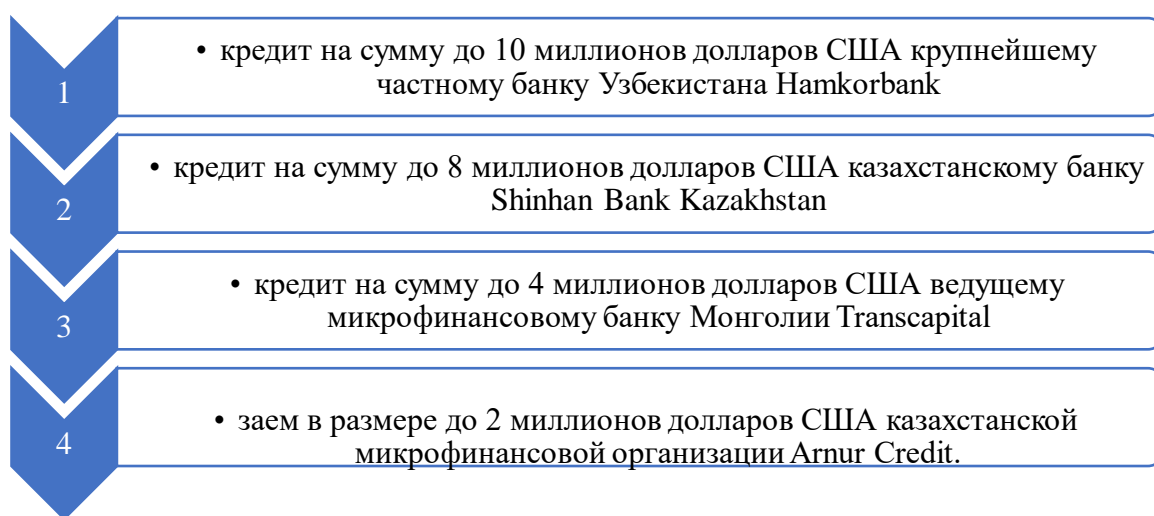 1
• кредит на сумму до 10 миллионов долларов США крупнейшему
частному банку Узбекистана Hamkorbank
2
• кредит на сумму до 8 миллионов долларов США казахстанскому банку
Shinhan Bank Kazakhstan
3
• кредит на сумму до 4 миллионов долларов США ведущему
микрофинансовому банку Монголии Transcapital
4
• заем в размере до 2 миллионов долларов США казахстанской
микрофинансовой организации Arnur Credit.